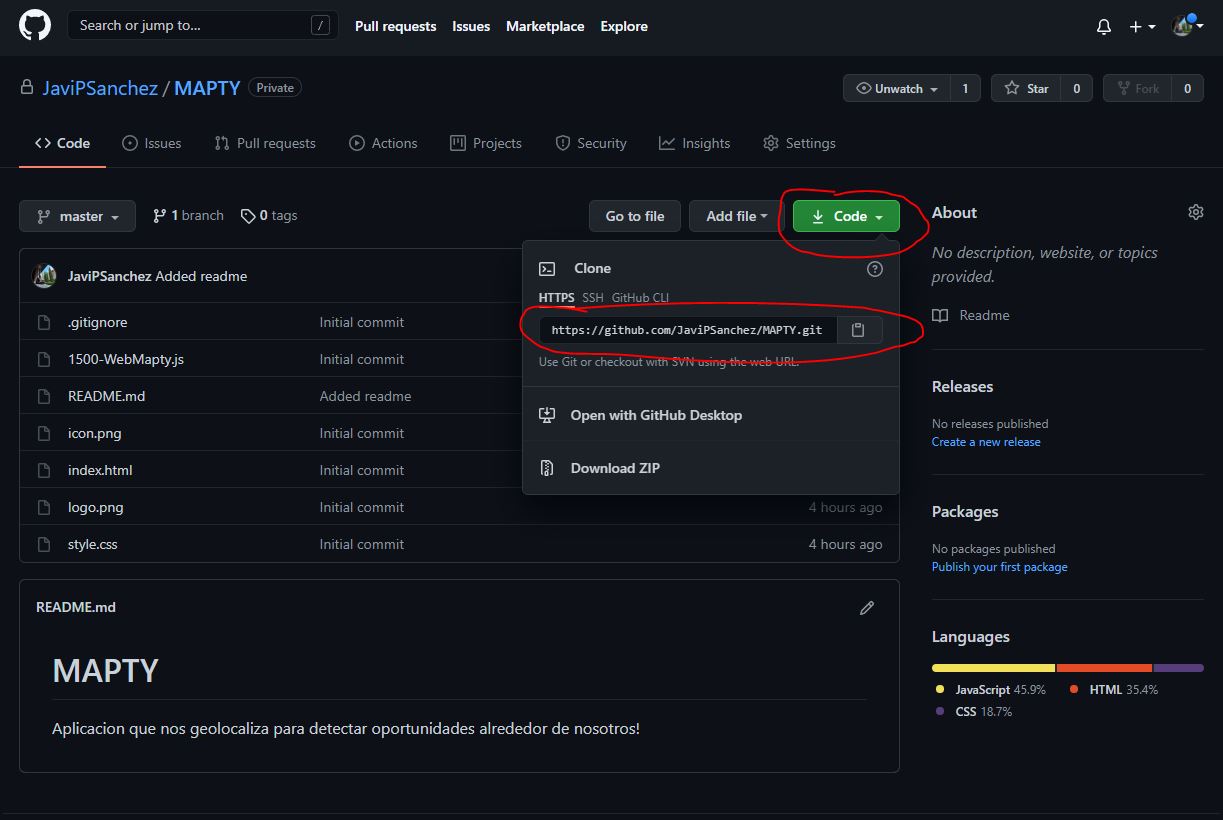 Search or jump to... /
Pull requests Issues Marketplace Explore
JaviPSanchez / MAPTY Private
Unwatch 1 Star 0 Fork 0
Code Issues Pull requests Actions Projects Security Insights Settings
master 1 branch 0 tags Go to file Add file Code
JaviPSanchez Added readme
.gitignore Initial commit
1500-WebMapty.js Initial commit
README.md Added readme
icon.png Initial commit
index.html Initial commit
logo.png Initial commit 4 hours ago
style.css Initial commit 4 hours ago
Clone
HTTPS SSH GitHub CLI
https://github.com/JaviPSanchez/MAPTY.git
Use Git or checkout with SVN using the web URL.
Open with GitHub Desktop
Download ZIP
README.md
MAPTY
Aplicacion que nos geolocaliza para detectar oportunidades alrededor de nosotros!
About
No description, website, or topics
provided.
Readme
Releases
No releases published
Create a new release
Packages
No packages published
Publish your first package
Languages
JavaScript 45.9% HTML 35.4%
CSS 18.7%